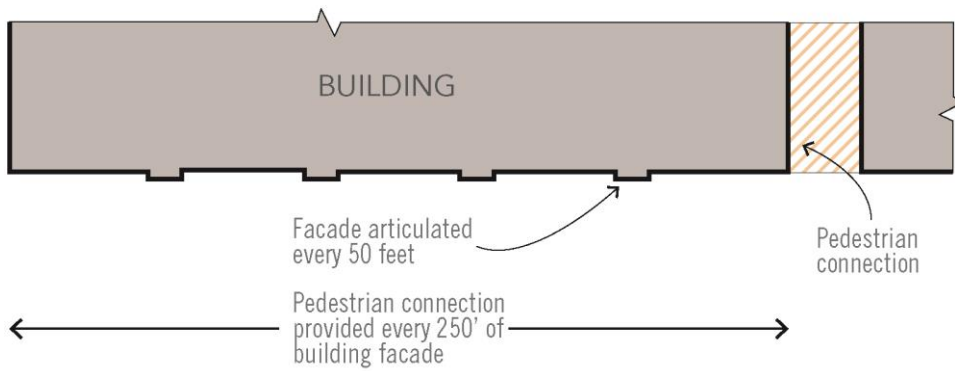 BUILDING
Facade articulated
every 50 feet
Pedestrian
connection
Pedestrian connection
provided every 250' of
building facade